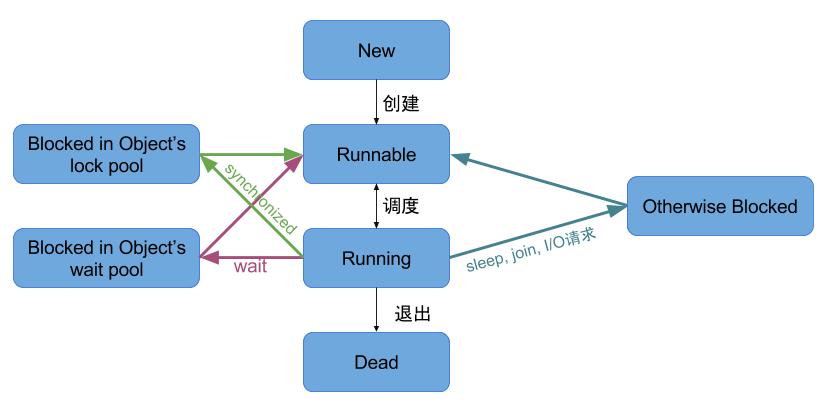 New
创建
Blocked in Object's
lock pool
Runnable
synchronized
调度
Otherwise Blocked
Blocked in Object's
wait pool
wait
Running
sleep, join, I/O请求
退出
Dead